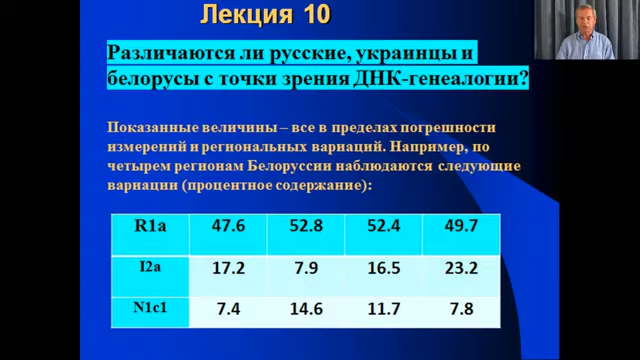 Лекция 10
Различаются ли русские, украинцы и
белорусы с точки зрения ДНК-генеалогии?
Показанные величины – все в пределах погрешности
измерений и региональных вариаций. Например, по
четырем регионам Белоруссии наблюдаются следующие
вариации (процентное содержание):
R1a 47.6 52.8 52.4 49.7
I2a 17.2 7.9 16.5 23.2
N1c1 7.4 14.6 11.7 7.8